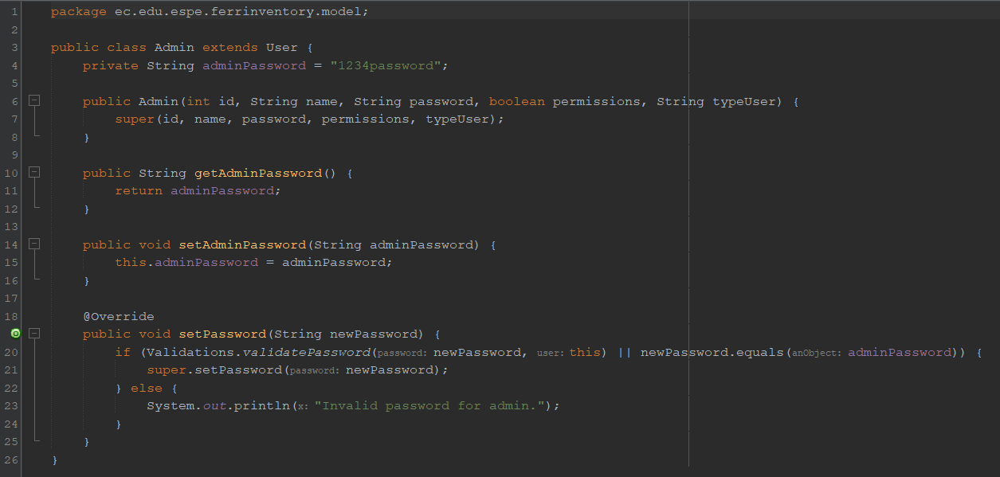 1 package ec.edu.espe.ferrinventory.model;
2
3 public class Admin extends User {
4     private String adminPassword = "1234password";
5
6     public Admin(int id, String name, String password, boolean permissions, String typeUser) {
7         super(id, name, password, permissions, typeUser);
8     }
9
10     public String getAdminPassword() {
11         return adminPassword;
12     }
13
14     public void setAdminPassword(String adminPassword) {
15         this.adminPassword = adminPassword;
16     }
17
18     @Override
    public void setPassword(String newPassword) {
20         if (Validations.validatePassword(password: newPassword, user: this) || newPassword.equals(anObject: adminPassword)) {
21             super.setPassword(password: newPassword);
22         } else {
23             System.out.println(x: "Invalid password for admin.");
24         }
25     }
26 }